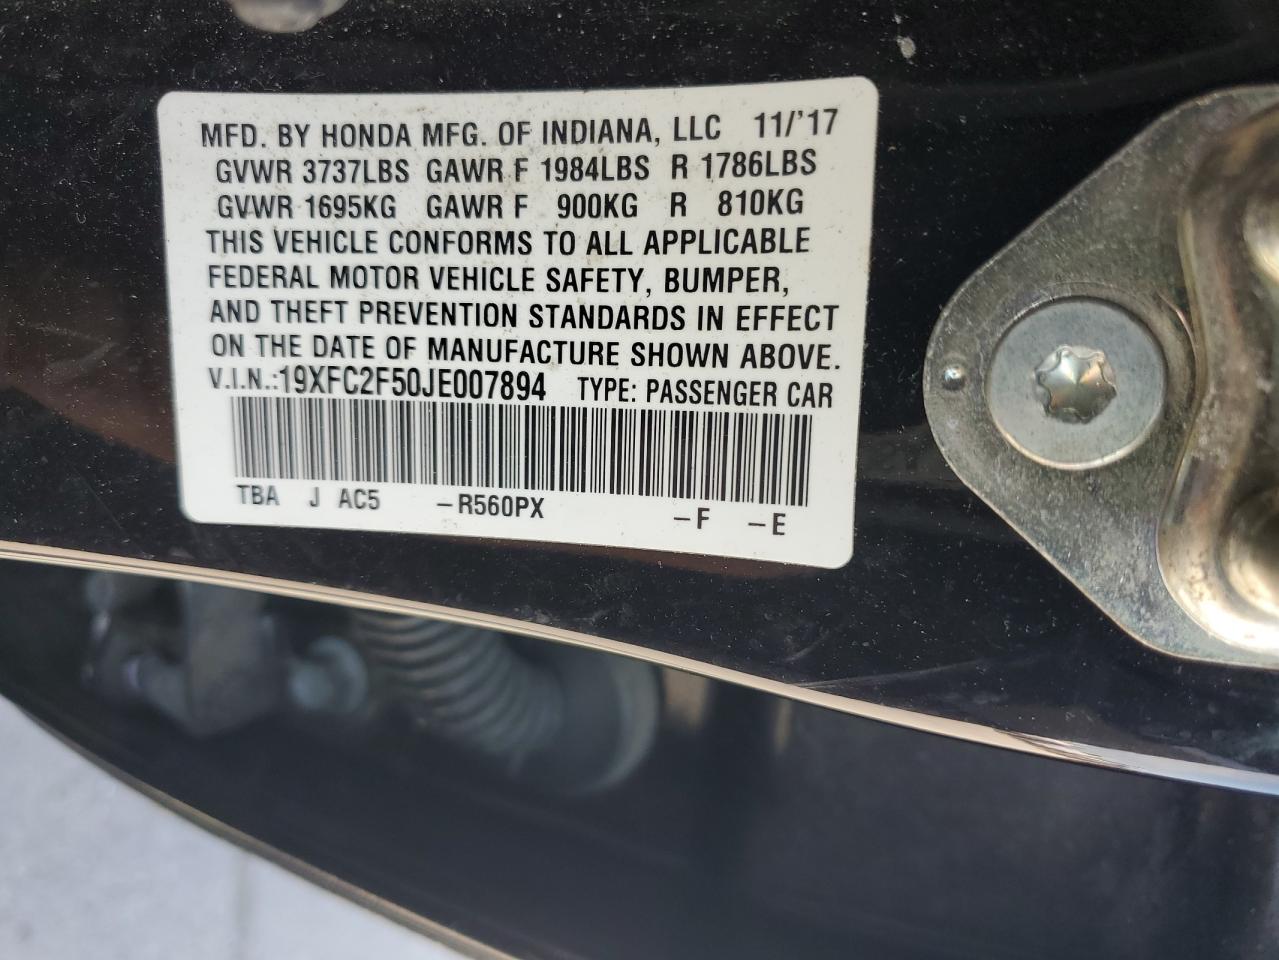 MFD. BY HONDA MFG. OF INDIANA, LLC 11/'17
GVWR 3737LBS GAWR F 1984LBS R 1786LBS
GVWR 1695KG GAWR F 900KG R 810KG
THIS VEHICLE CONFORMS TO ALL APPLICABLE
FEDERAL MOTOR VEHICLE SAFETY, BUMPER,
AND THEFT PREVENTION STANDARDS IN EFFECT
ON THE DATE OF MANUFACTURE SHOWN ABOVE.
V.I.N.:19XFC2F50JE007894 TYPE: PASSENGER CAR
TBA J AC5 -R560PX -F -E